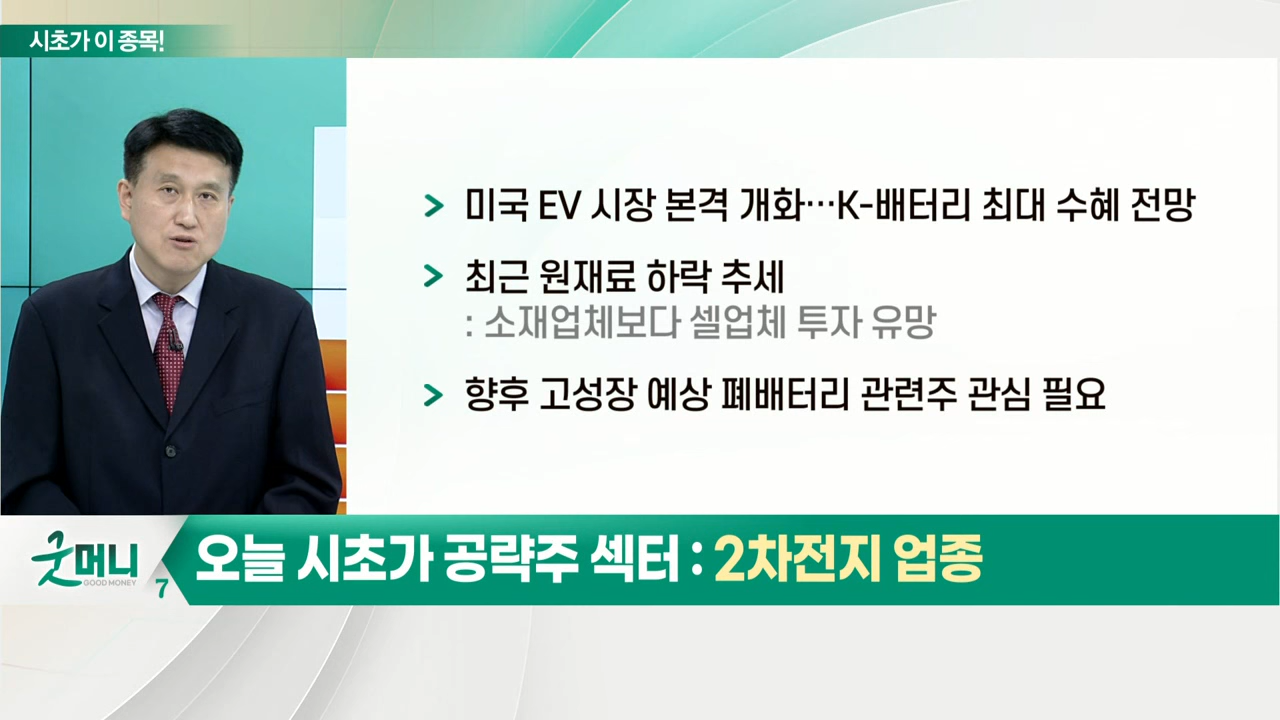 시초가 이 종목!
> 미국 EV 시장 본격 개화…K-배터리 최대 수혜 전망
> 최근 원재료 하락 추세
: 소재업체보다 셀업체 투자 유망
> 향후 고성장 예상 폐배터리 관련주 관심 필요
굿머니
GOOD MONEY
7
오늘 시초가 공략주 섹터 : 2차전지 업종